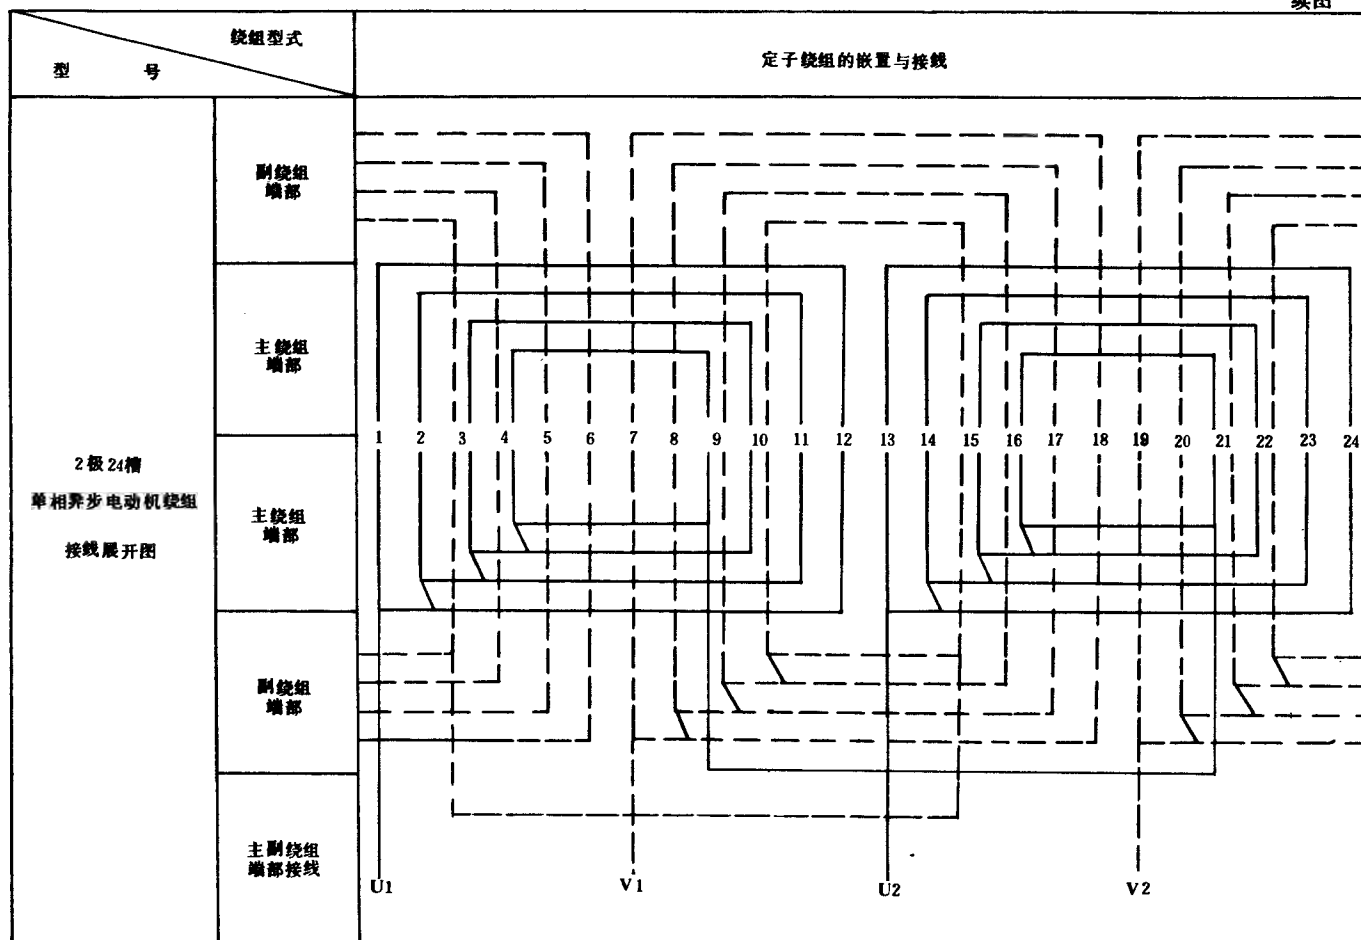 续图
绕组型式
型 号
定子绕组的嵌置与接线
副绕组
端部
主绕组
端部
1 2 3 4 5 6 7 8 9 10 11 12 13 14 15 16 17 18 19 20 21 22 23 24
2极24槽
单相异步电动机绕组
接线展开图
主绕组
端部
副绕组
端部
主副绕组
端部接线
U1 V1 U2 V2